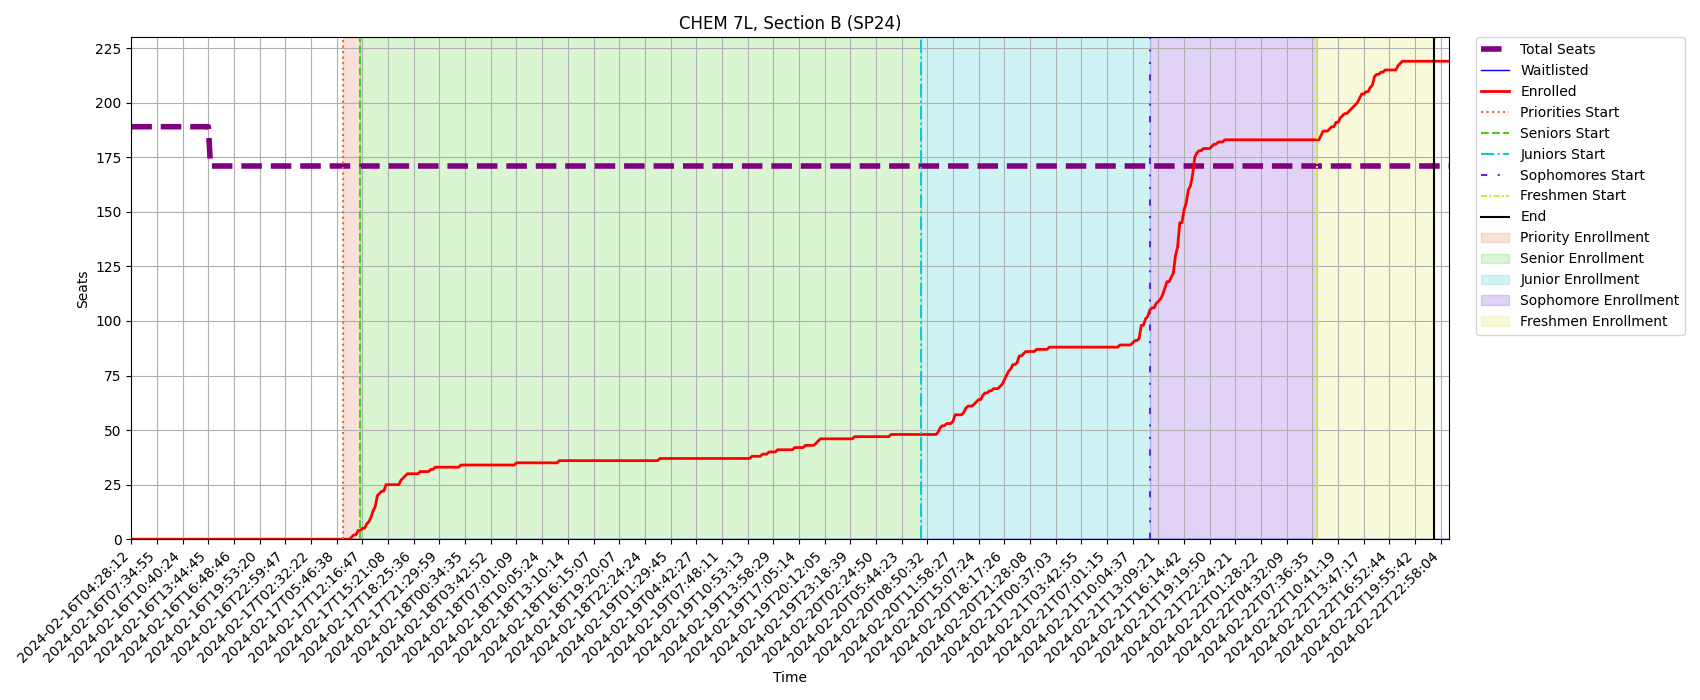 CHEM 7L, Section B (SP24)
Seats
225
200
175
150
125
100
75
50
25
0
2024-02-16T04:28:12
2024-02-16T07:34:55
2024-02-16T10:40:24
2024-02-16T13:44:45
2024-02-16T16:48:46
2024-02-16T19:53:20
2024-02-16T22:59:47
2024-02-17T02:32:22
2024-02-17T05:46:38
2024-02-17T12:16:47
2024-02-17T15:21:08
2024-02-17T18:25:36
2024-02-17T21:29:59
2024-02-18T00:34:35
2024-02-18T03:42:52
2024-02-18T07:01:09
2024-02-18T10:05:24
2024-02-18T13:10:14
2024-02-18T16:15:07
2024-02-18T19:20:07
2024-02-18T22:24:24
2024-02-19T01:29:45
2024-02-19T04:42:27
2024-02-19T07:48:11
2024-02-19T10:53:13
2024-02-19T13:58:29
2024-02-19T17:05:14
2024-02-19T20:12:05
2024-02-19T23:18:39
2024-02-20T02:24:50
2024-02-20T05:44:23
2024-02-20T08:50:32
2024-02-20T11:58:27
2024-02-20T15:07:24
2024-02-20T18:17:26
2024-02-20T21:28:08
2024-02-21T00:37:03
2024-02-21T03:42:55
2024-02-21T07:01:15
2024-02-21T10:04:37
2024-02-21T13:09:21
2024-02-21T16:14:42
2024-02-21T19:19:50
2024-02-21T22:24:21
2024-02-22T01:28:22
2024-02-22T04:32:09
2024-02-22T07:36:35
2024-02-22T10:41:19
2024-02-22T13:47:17
2024-02-22T16:52:44
2024-02-22T19:55:42
2024-02-22T22:58:04
Time
Total Seats
Waitlisted
Enrolled
Priorities Start
Seniors Start
Juniors Start
Sophomores Start
Freshmen Start
End
Priority Enrollment
Senior Enrollment
Junior Enrollment
Sophomore Enrollment
Freshmen Enrollment